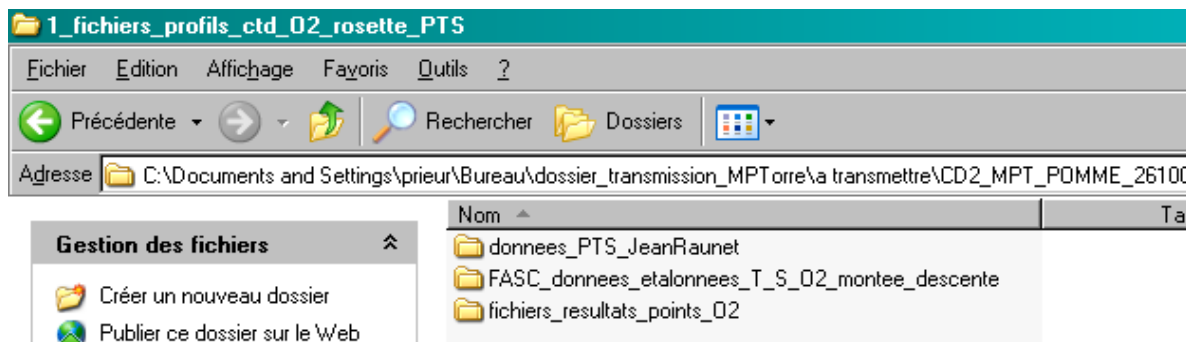 1_fichiers_profils_ctd_O2_rosette_PTS
Fichier Edition Affichage Favoris Outils ?
Précédente Rechercher Dossiers
Adresse C:\Documents and Settings\prieur\Bureau\dossier_transmission_MPTorre\a transmettre\CD2_MPT_POMME_26100
Nom Ta
Gestion des fichiers
donnees_PTS_JeanRaunet
FASC_donnees_etalonnees_T_S_O2_montee_descente
Créer un nouveau dossier
fichiers_resultats_points_O2
Publier ce dossier sur le Web